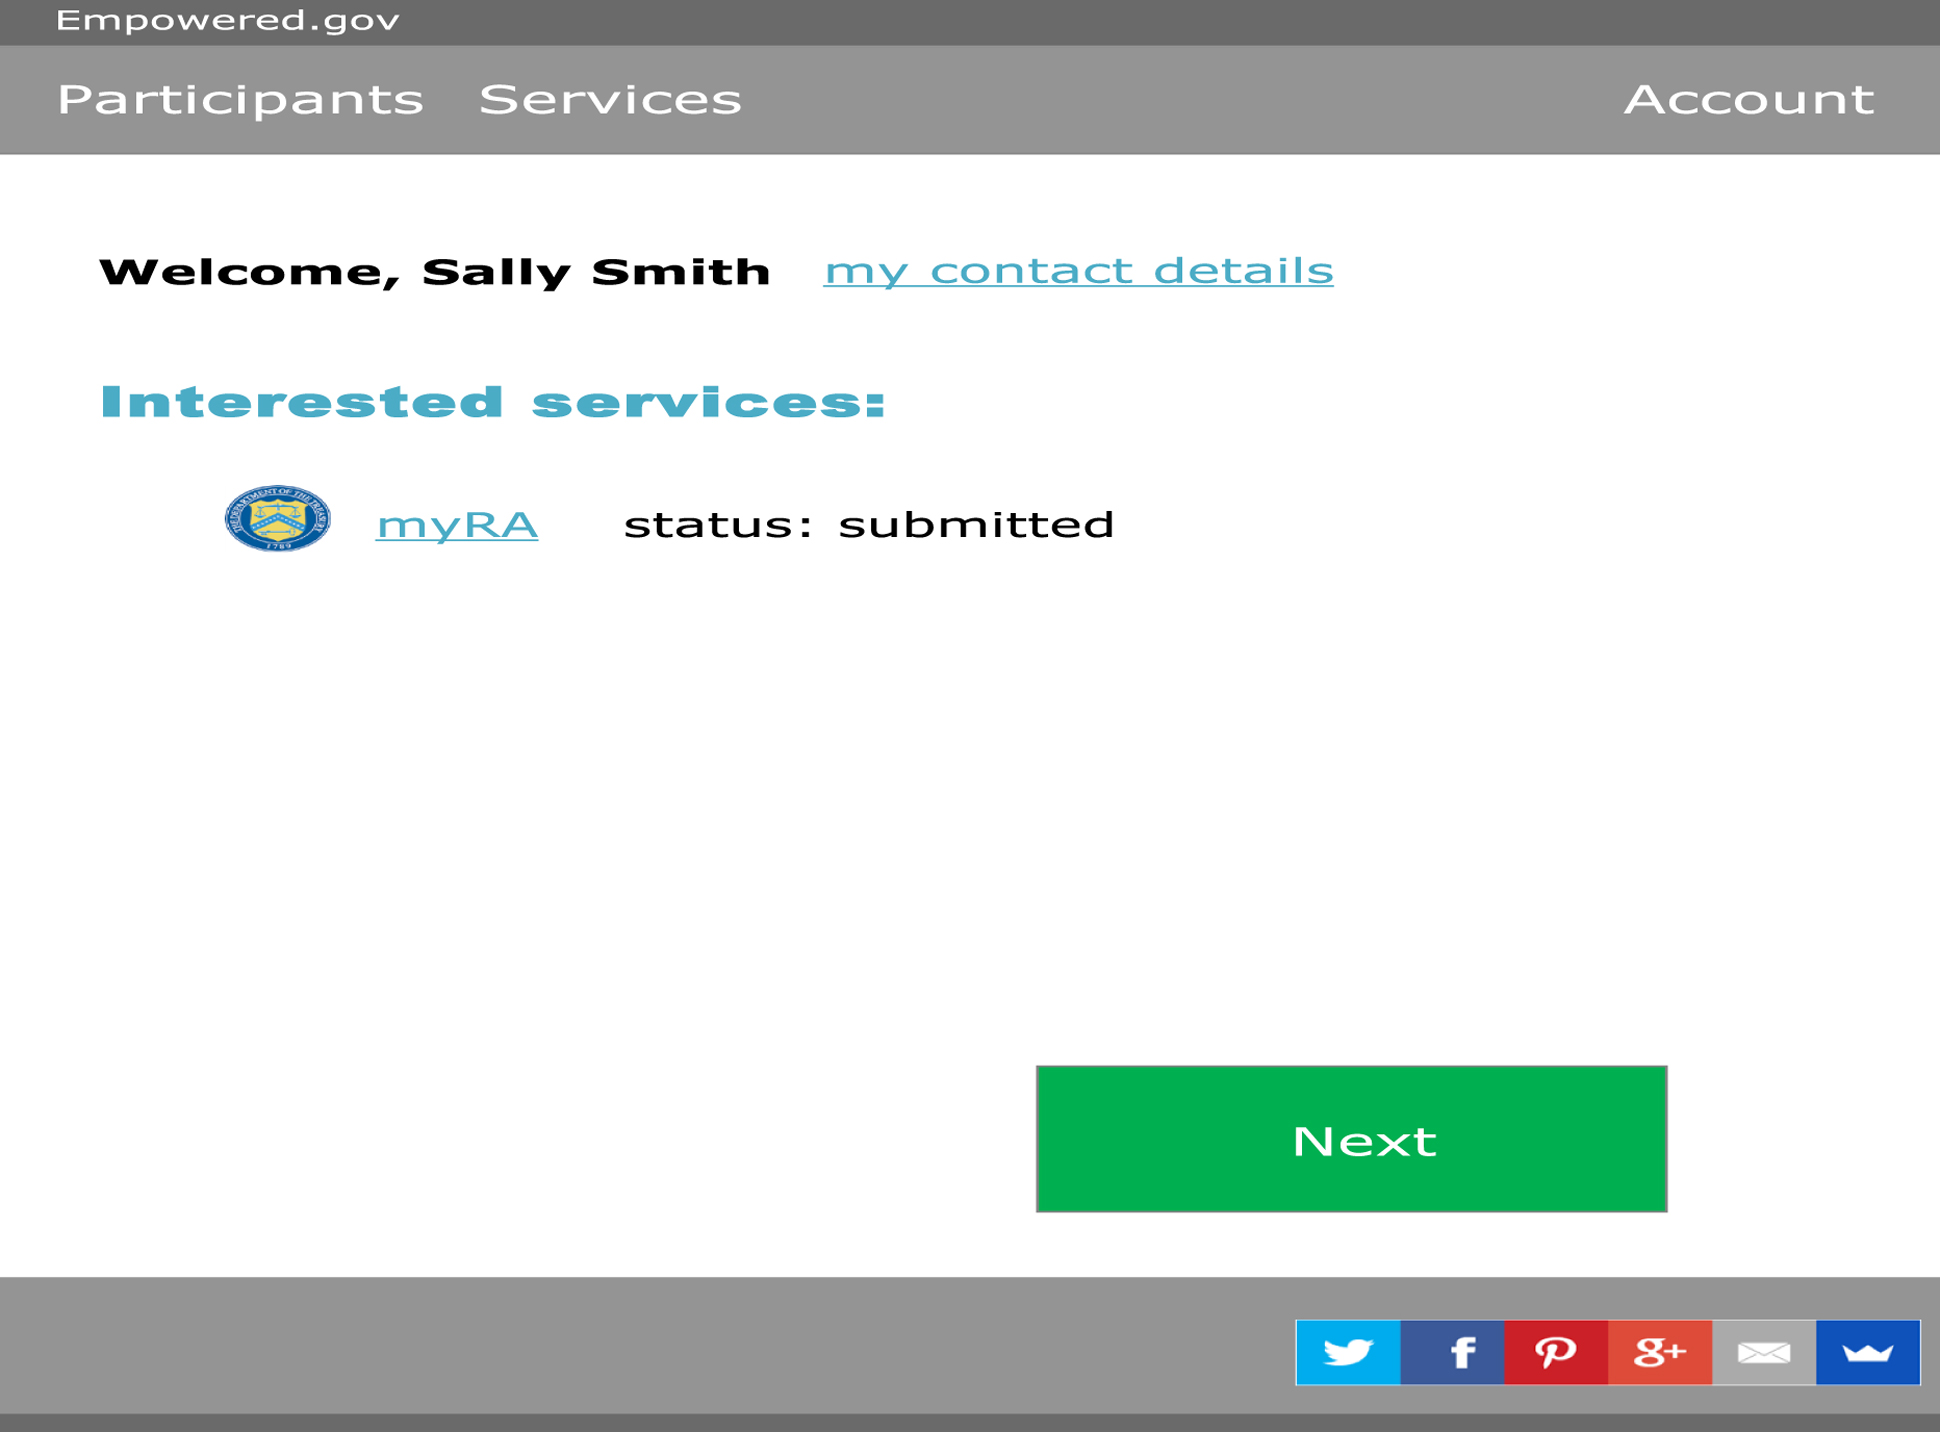 Empowered.gov
Participants Services Account
Welcome, Sally Smith my contact details
Interested services:
THE DEPARTMENT OF THE TREASURY
1789
myRA status: submitted
Next
f g+